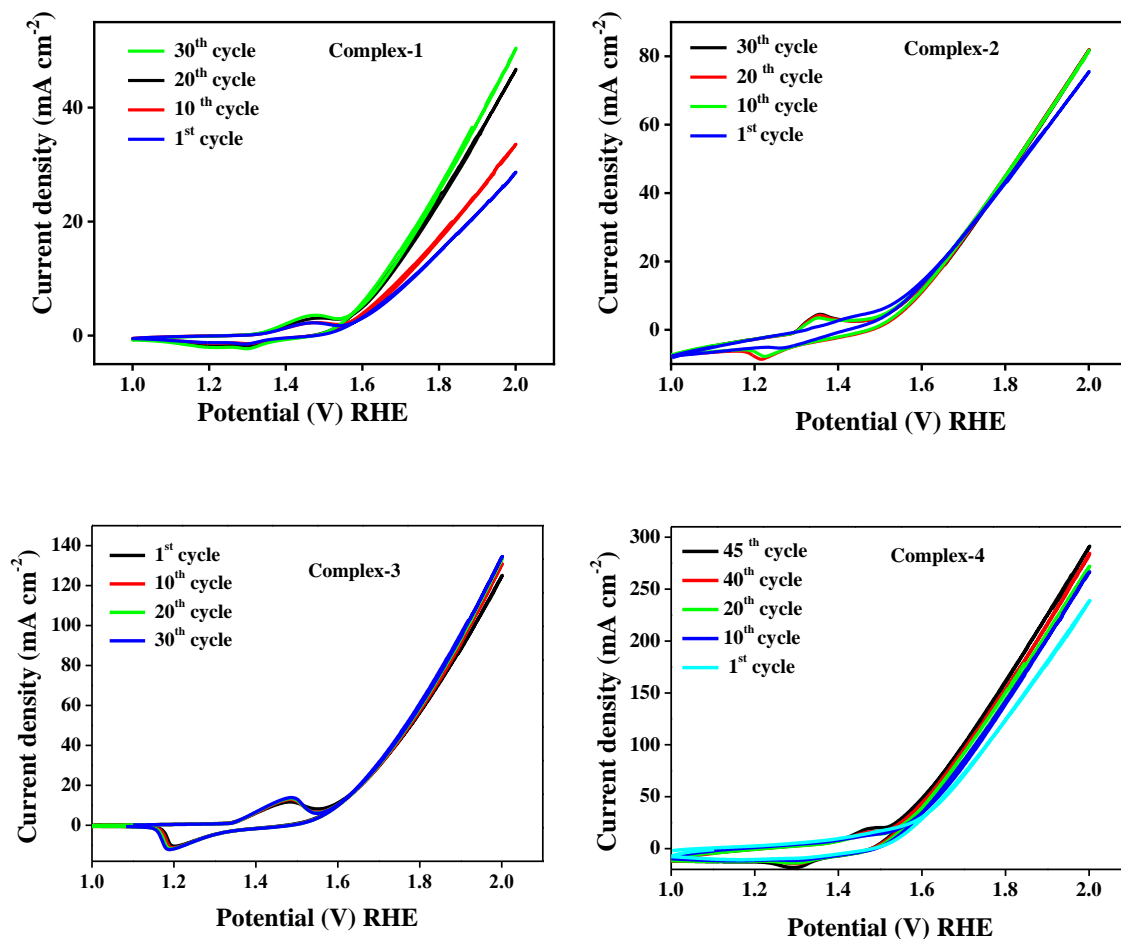 Complex-1
30th cycle
20th cycle
10 th cycle
1st cycle
Current density (mA cm-2)
40
20
0
1.0 1.2 1.4 1.6 1.8 2.0
Potential (V) RHE
Complex-2
30th cycle
20 th cycle
10th cycle
1st cycle
Current density (mA cm-2)
80
60
40
20
0
1.0 1.2 1.4 1.6 1.8 2.0
Potential (V) RHE
Complex-3
1st cycle
10th cycle
20th cycle
30th cycle
Current density (mA cm-2)
140
120
100
80
60
40
20
0
1.0 1.2 1.4 1.6 1.8 2.0
Potential (V) RHE
Complex-4
45 th cycle
40th cycle
20th cycle
10th cycle
1st cycle
Current density (mA cm-2)
300
250
200
150
100
50
0
1.0 1.2 1.4 1.6 1.8 2.0
Potential (V) RHE